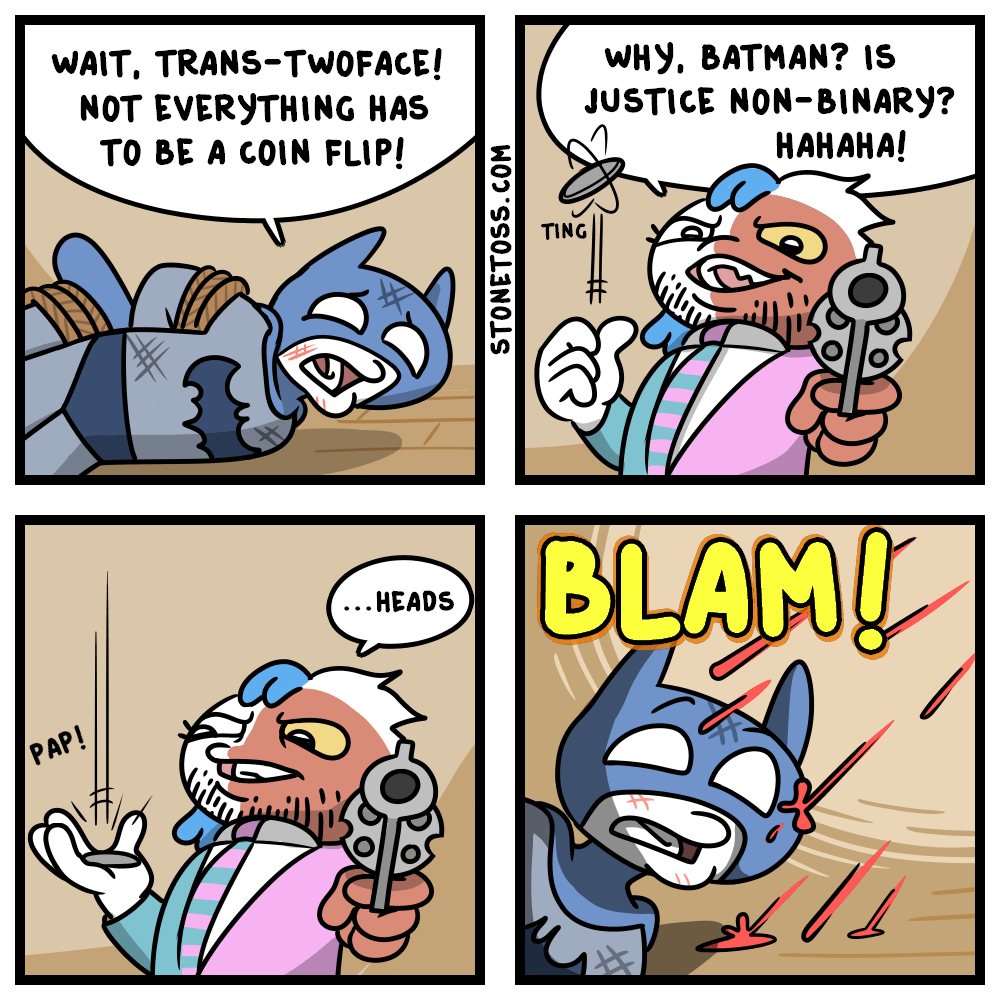 WAIT, TRANS-TWOFACE!
NOT EVERYTHING HAS
TO BE A COIN FLIP!
STONETOSS.COM
WHY, BATMAN? IS
JUSTICE NON-BINARY?
HAHAHA!
TING
...HEADS
PAP!
BLAM!